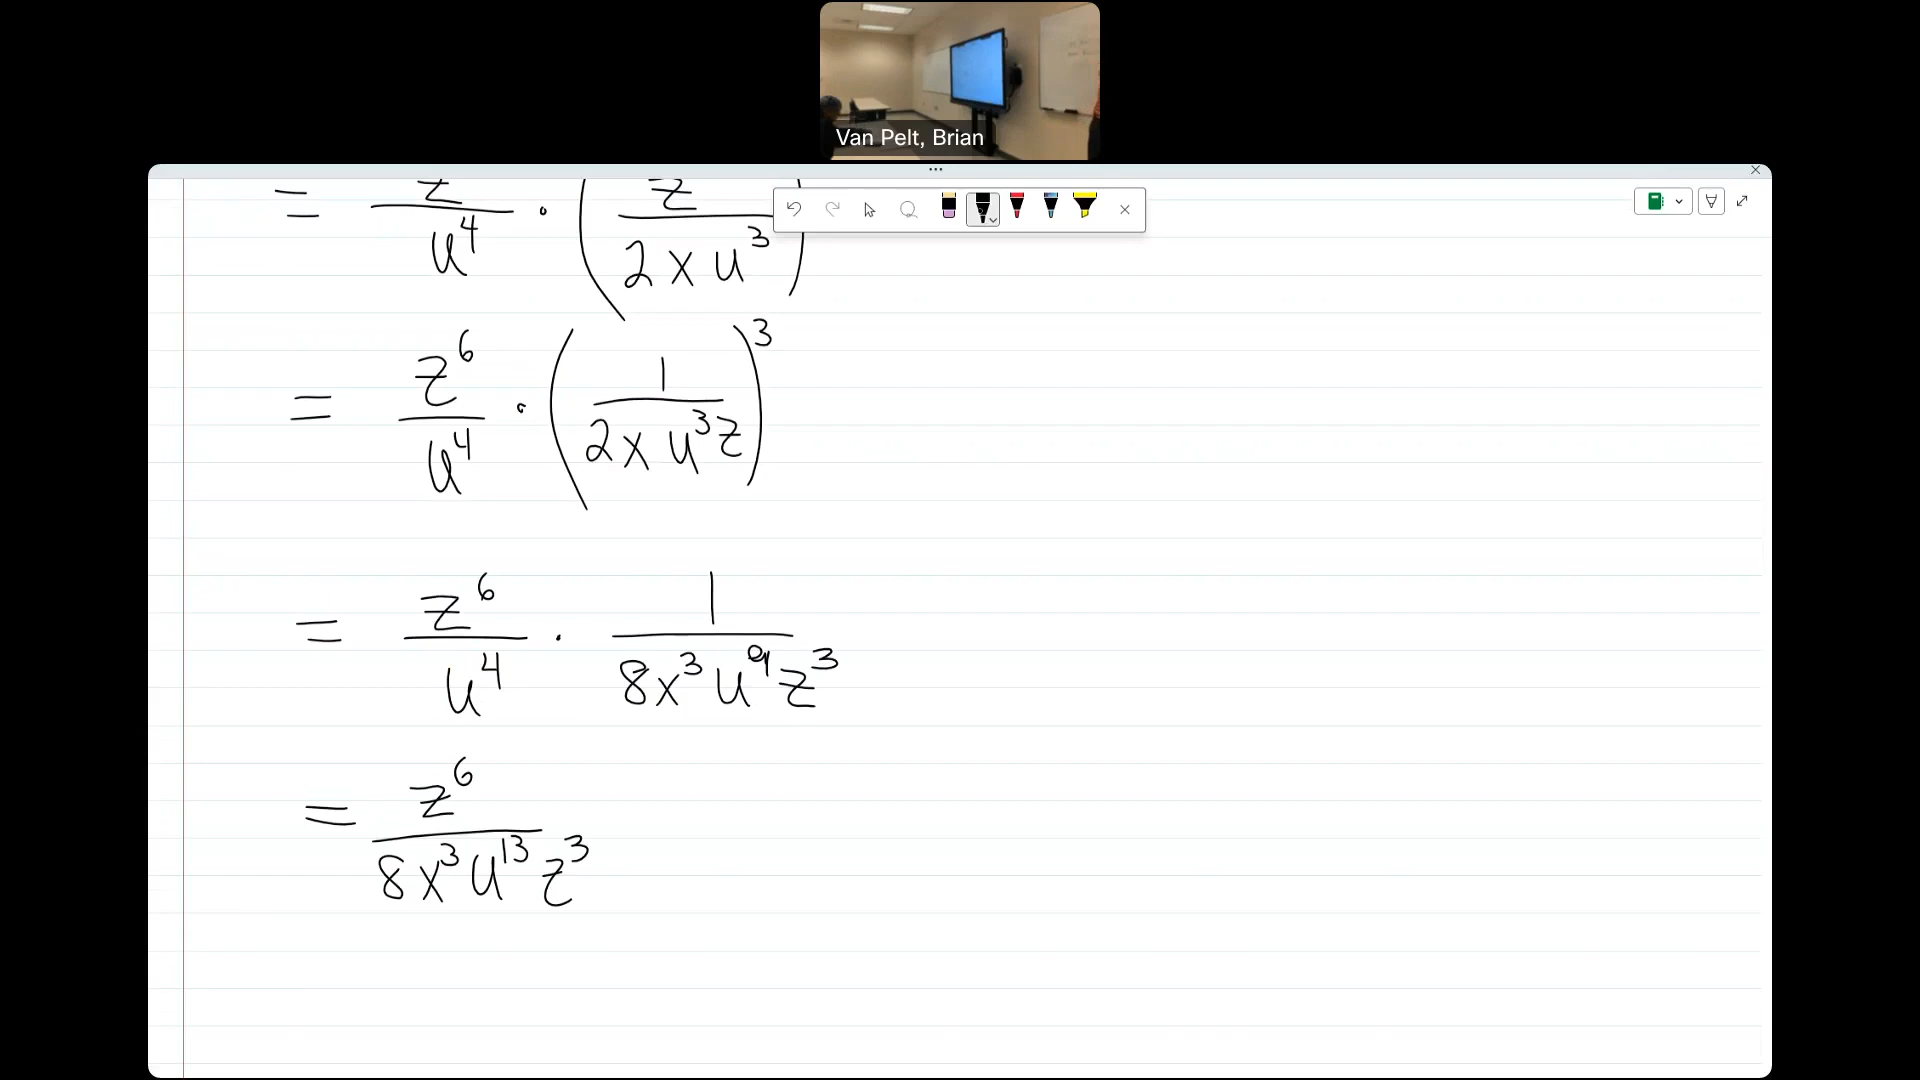 Van Pelt, Brian
= z/u^4 · (z/2xu^3)
= z^6/u^4 · (1/2xu^3z)^3
= z^6/u^4 · 1/8x^3u^9z^3
= z^6/8x^3u^13z^3